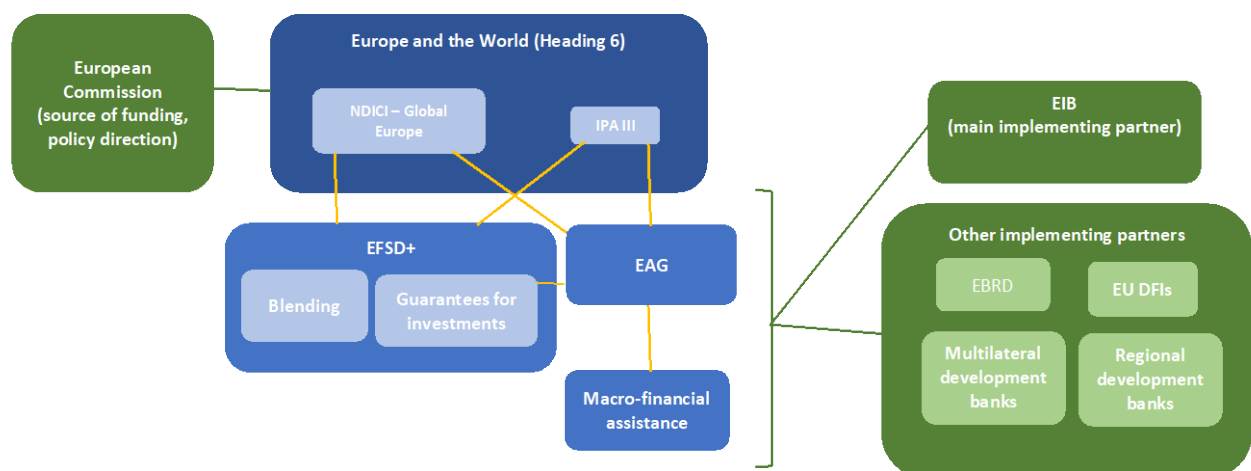 European
Commission
(source of funding,
policy direction)
Europe and the World (Heading 6)
NDICI – Global
Europe
IPA III
EFSD+
Blending
Guarantees for
investments
EAG
Macro-financial
assistance
EIB
(main implementing partner)
Other implementing partners
EBRD
EU DFIs
Multilateral
development
banks
Regional
development
banks